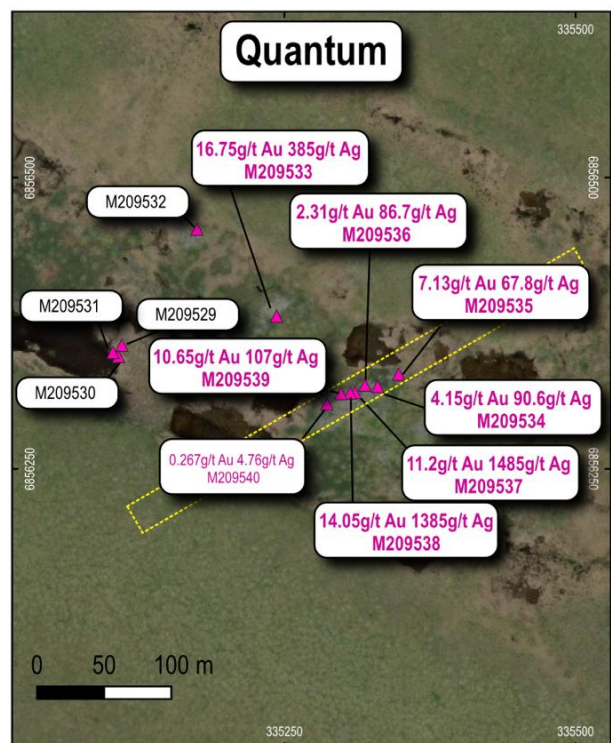 335500
Quantum
16.75g/t Au 385g/t Ag
M209533
6856500
6856500
M209532
2.31g/t Au 86.7g/t Ag
M209536
7.13g/t Au 67.8g/t Ag
M209535
M209531
M209529
10.65g/t Au 107g/t Ag
M209539
M209530
4.15g/t Au 90.6g/t Ag
M209534
0.267g/t Au 4.76g/t Ag
M209540
11.2g/t Au 1485g/t Ag
M209537
6856250
6856250
14.05g/t Au 1385g/t Ag
M209538
0 50 100 m
335250
335500